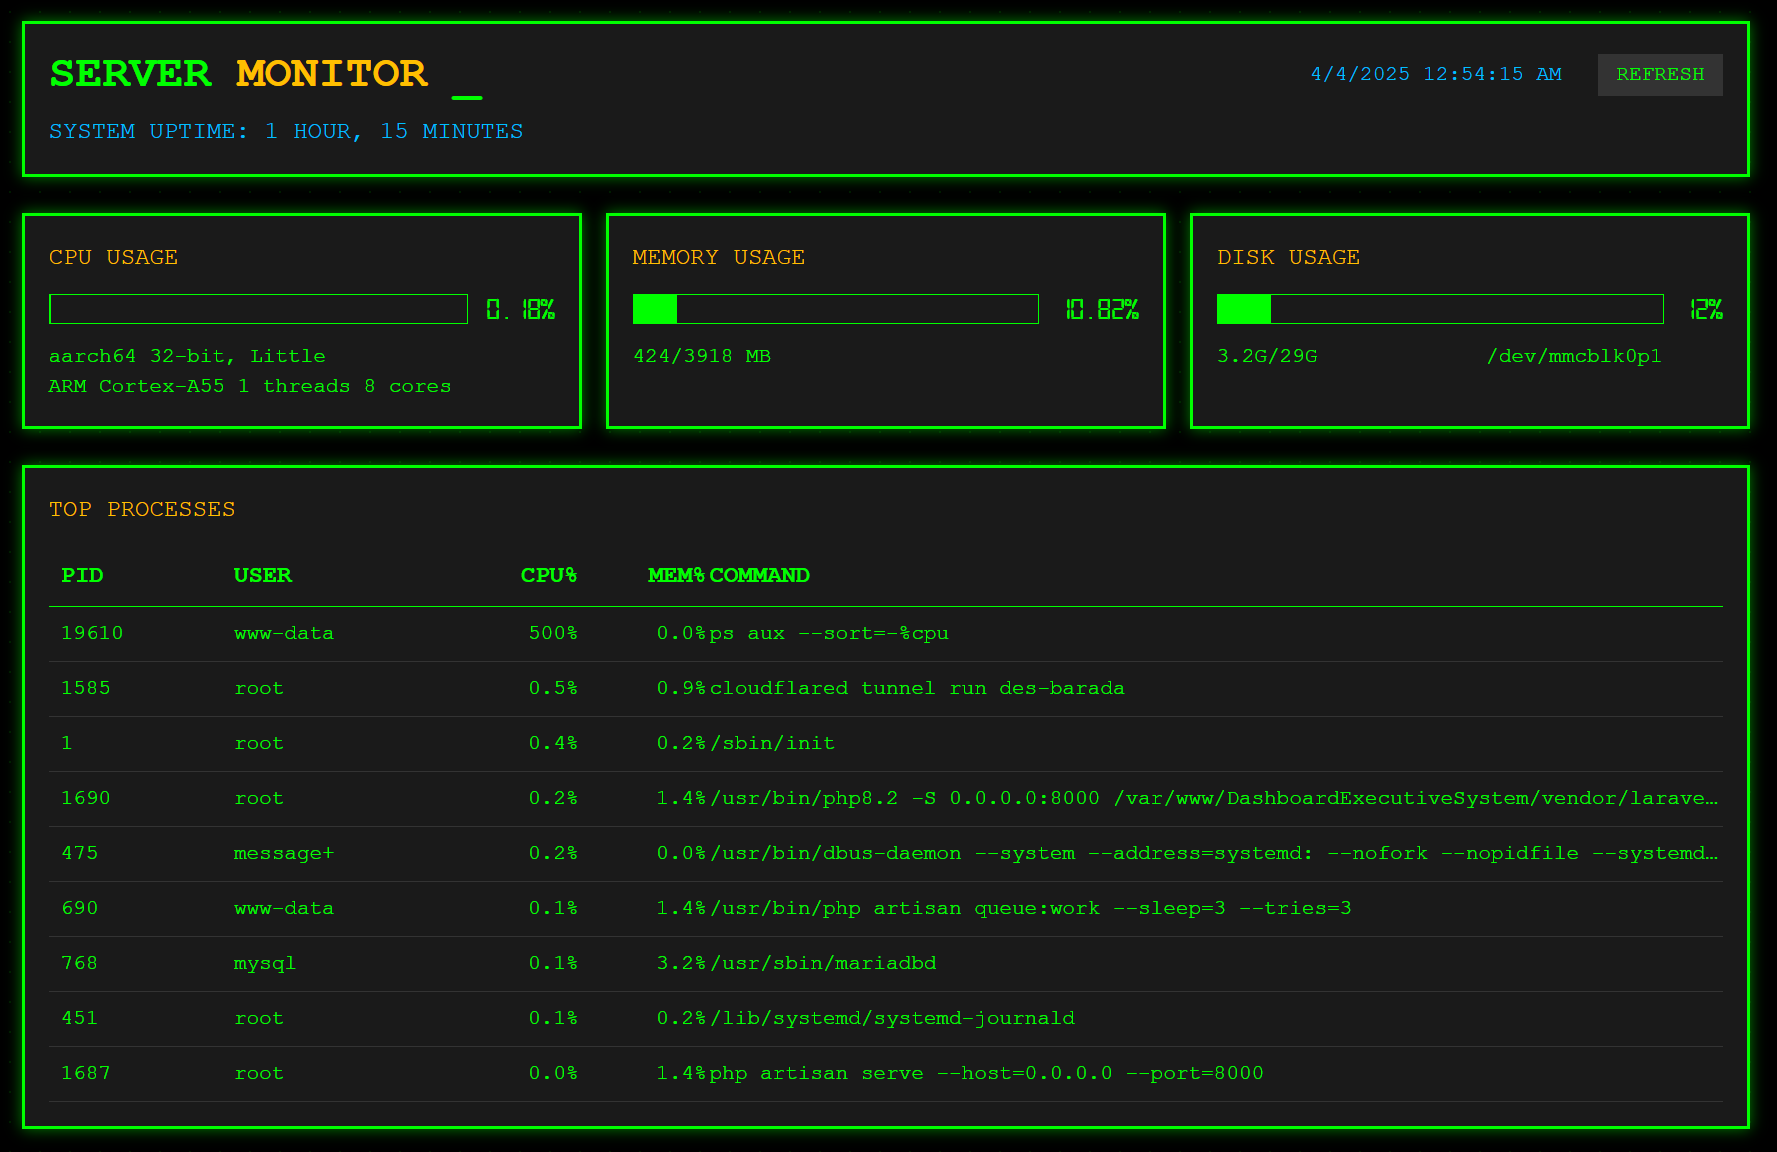 SERVER MONITOR _
4/4/2025 12:54:15 AM
REFRESH
SYSTEM UPTIME: 1 HOUR, 15 MINUTES
CPU USAGE
0.18%
aarch64 32-bit, Little
ARM Cortex-A55 1 threads 8 cores
MEMORY USAGE
10.82%
424/3918 MB
DISK USAGE
12%
3.2G/29G /dev/mmcblk0p1
TOP PROCESSES
PID USER CPU% MEM% COMMAND
19610 www-data 500% 0.0% ps aux --sort=-%cpu
1585 root 0.5% 0.9% cloudflared tunnel run des-barada
1 root 0.4% 0.2% /sbin/init
1690 root 0.2% 1.4% /usr/bin/php8.2 -S 0.0.0.0:8000 /var/www/DashboardExecutiveSystem/vendor/larave…
475 message+ 0.2% 0.0% /usr/bin/dbus-daemon --system --address=systemd: --nofork --nopidfile --systemd…
690 www-data 0.1% 1.4% /usr/bin/php artisan queue:work --sleep=3 --tries=3
768 mysql 0.1% 3.2% /usr/sbin/mariadbd
451 root 0.1% 0.2% /lib/systemd/systemd-journald
1687 root 0.0% 1.4% php artisan serve --host=0.0.0.0 --port=8000